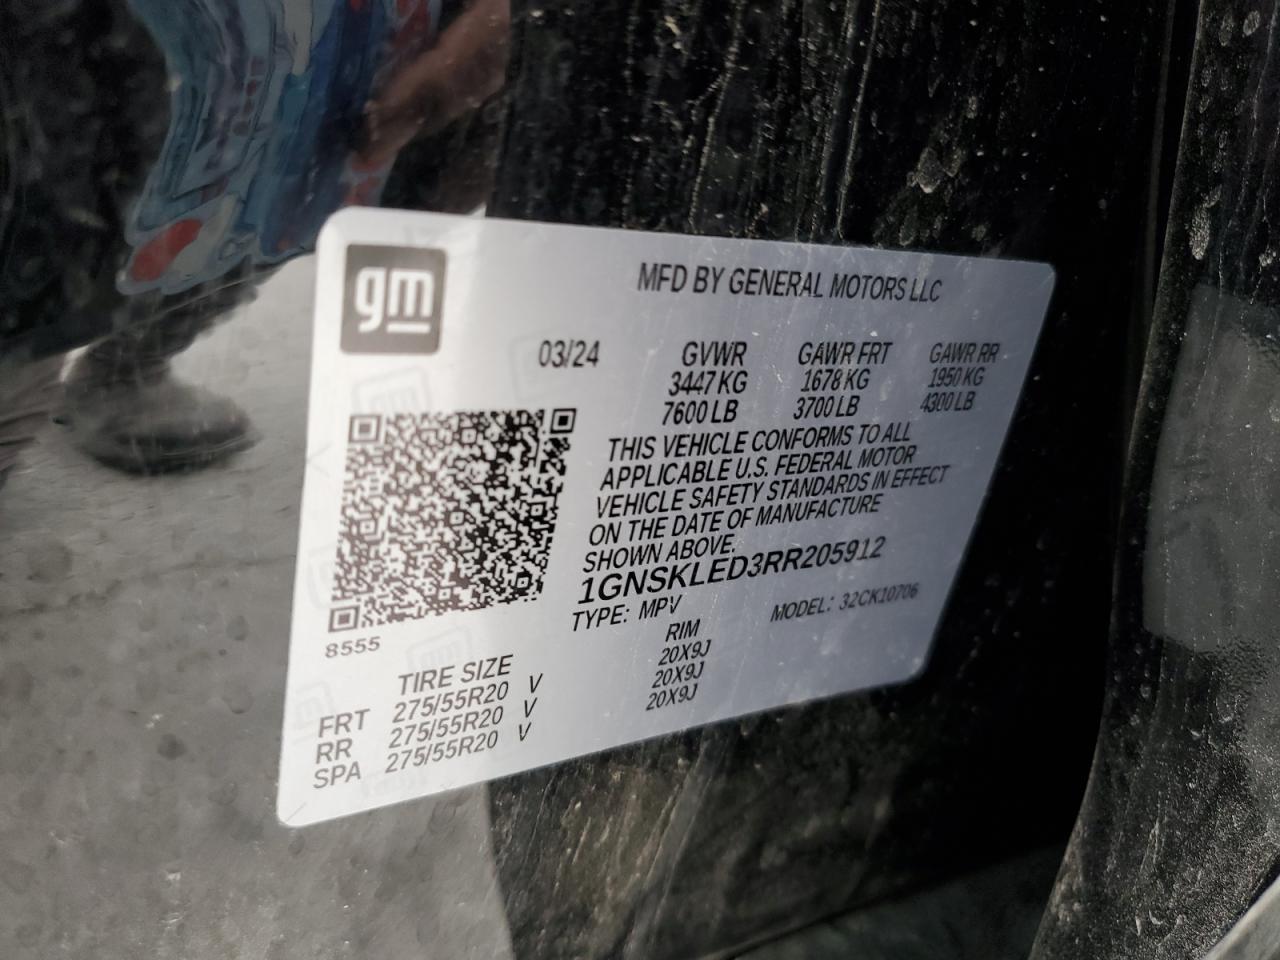 gm
MFD BY GENERAL MOTORS LLC
03/24 GVWR GAWR FRT GAWR RR
3447 KG 1678 KG 1950 KG
7600 LB 3700 LB 4300 LB
THIS VEHICLE CONFORMS TO ALL
APPLICABLE U.S. FEDERAL MOTOR
VEHICLE SAFETY STANDARDS IN EFFECT
ON THE DATE OF MANUFACTURE
SHOWN ABOVE.
1GNSKLED3RR205912
TYPE: MPV MODEL: 32CK10706
8555
TIRE SIZE RIM
FRT 275/55R20 V 20X9J
RR 275/55R20 V 20X9J
SPA 275/55R20 V 20X9J